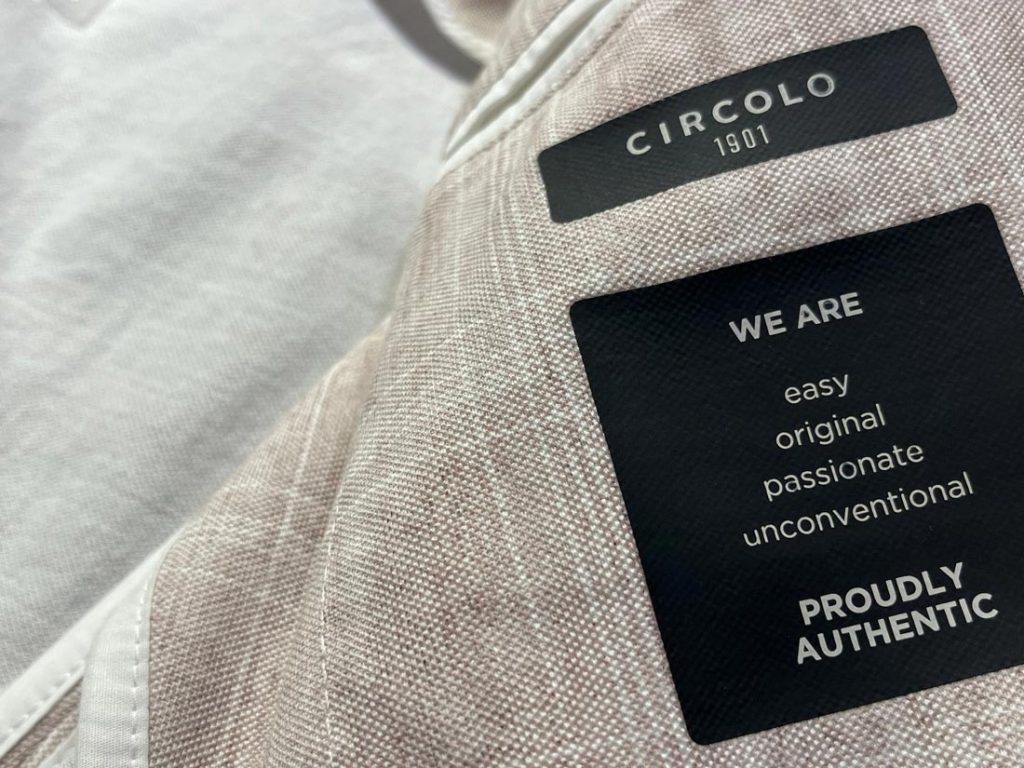 CIRCOLO
1901
WE ARE
easy
original
passionate
unconventional
PROUDLY
AUTHENTIC